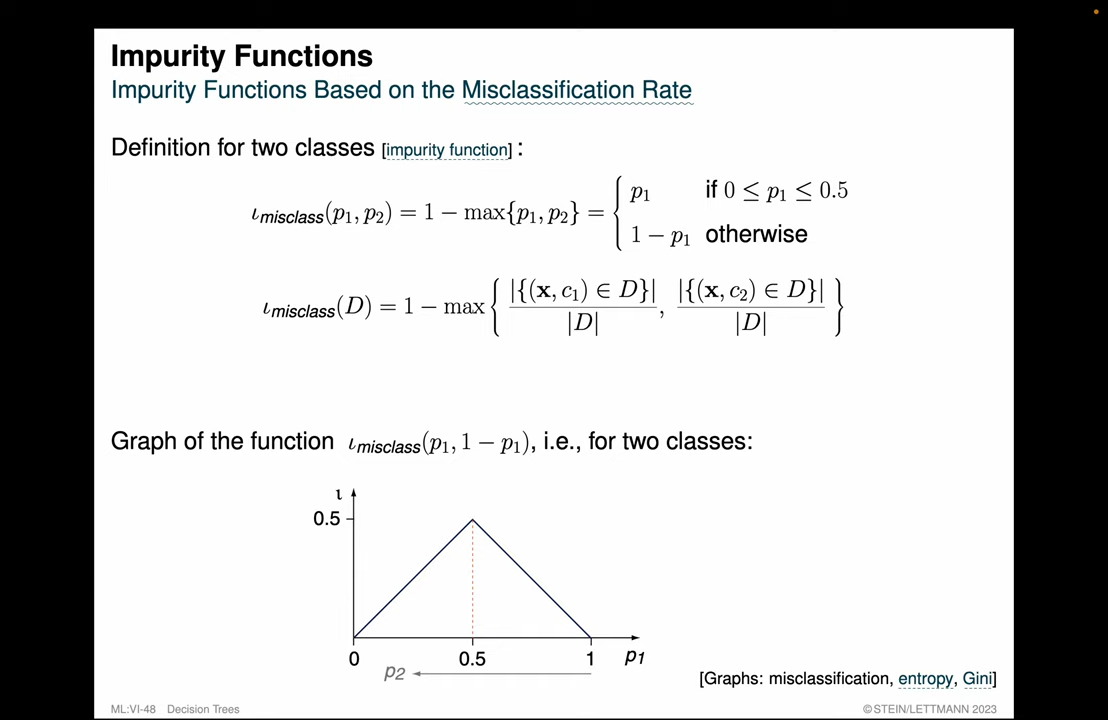 Impurity Functions
Impurity Functions Based on the Misclassification Rate
Definition for two classes [impurity function] :
ι_misclass(p₁, p₂) = 1 − max{p₁, p₂} = { p₁ if 0 ≤ p₁ ≤ 0.5
1 − p₁ otherwise
ι_misclass(D) = 1 − max { |{(x, c₁) ∈ D}| / |D| , |{(x, c₂) ∈ D}| / |D| }
Graph of the function ι_misclass(p₁, 1 − p₁), i.e., for two classes:
ι
0.5
0 0.5 1 p1
p2
[Graphs: misclassification, entropy, Gini]
ML:VI-48 Decision Trees ©STEIN/LETTMANN 2023